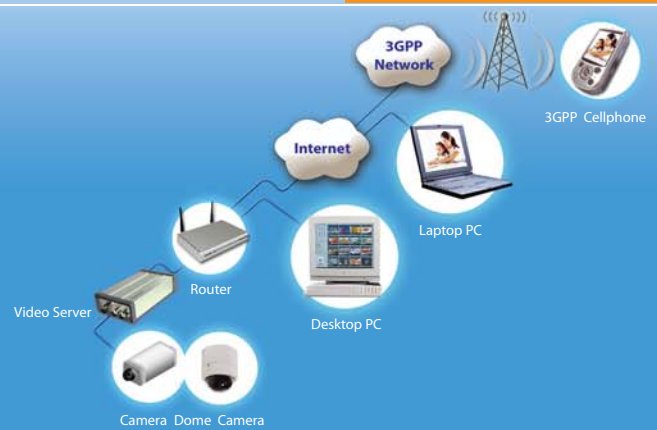 3GPP
Network
3GPP Cellphone
Internet
Laptop PC
Router
Video Server
Desktop PC
Camera Dome Camera